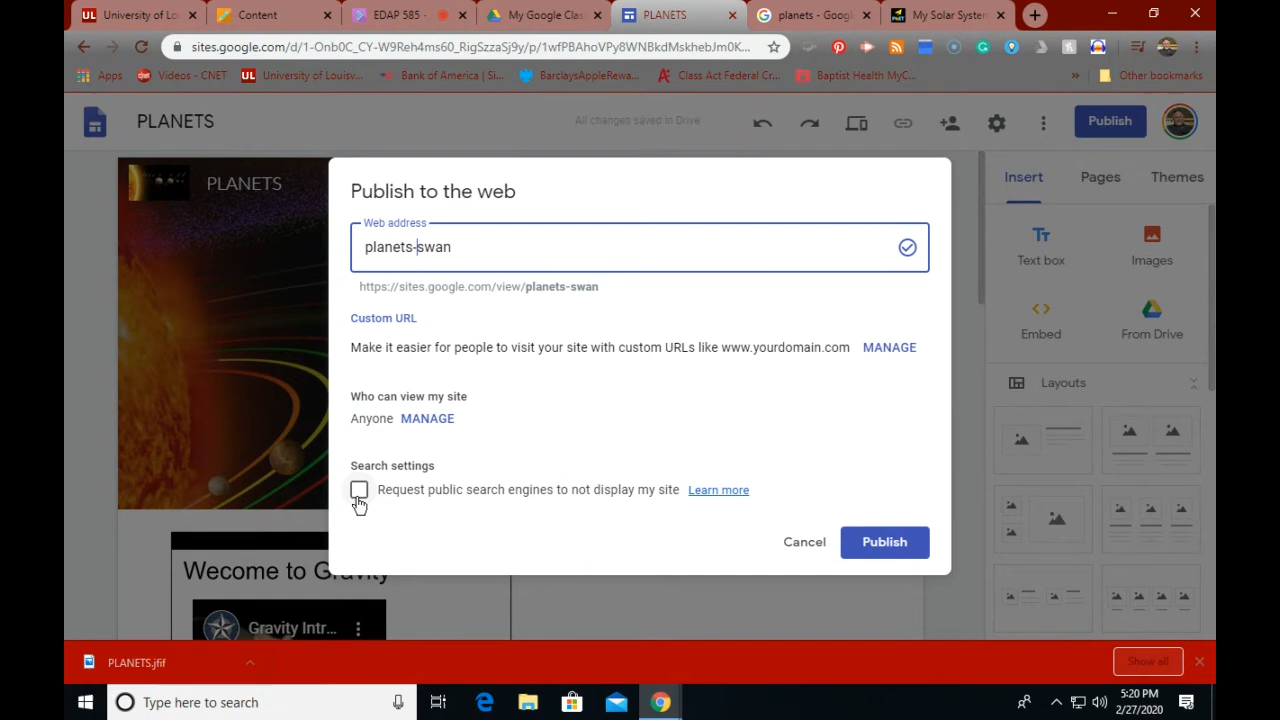 University of Lo
Content
EDAP 585 -
My Google Clas
PLANETS
planets - Googl
My Solar System
sites.google.com/d/1-Onb0C_CY-W9Reh4ms60_RigSzzaSj9y/p/1wfPBAhoVPy8WNBkdMskhebJm0K...
Apps
Videos - CNET
University of Louisv...
Bank of America | Si...
BarclaysAppleRewa...
Class Act Federal Cr...
Baptist Health MyC...
»
Other bookmarks
PLANETS
All changes saved in Drive
Publish
PLANETS
Insert
Pages
Themes
Publish to the web
Web address
planets-swan
https://sites.google.com/view/planets-swan
Custom URL
Make it easier for people to visit your site with custom URLs like www.yourdomain.com MANAGE
Who can view my site
Anyone MANAGE
Search settings
Request public search engines to not display my site Learn more
Cancel
Publish
Text box
Images
Embed
From Drive
Layouts
Wecome to Gravity
Gravity Intr...
PLANETS.jfif
Show all
Type here to search
5:20 PM
2/27/2020